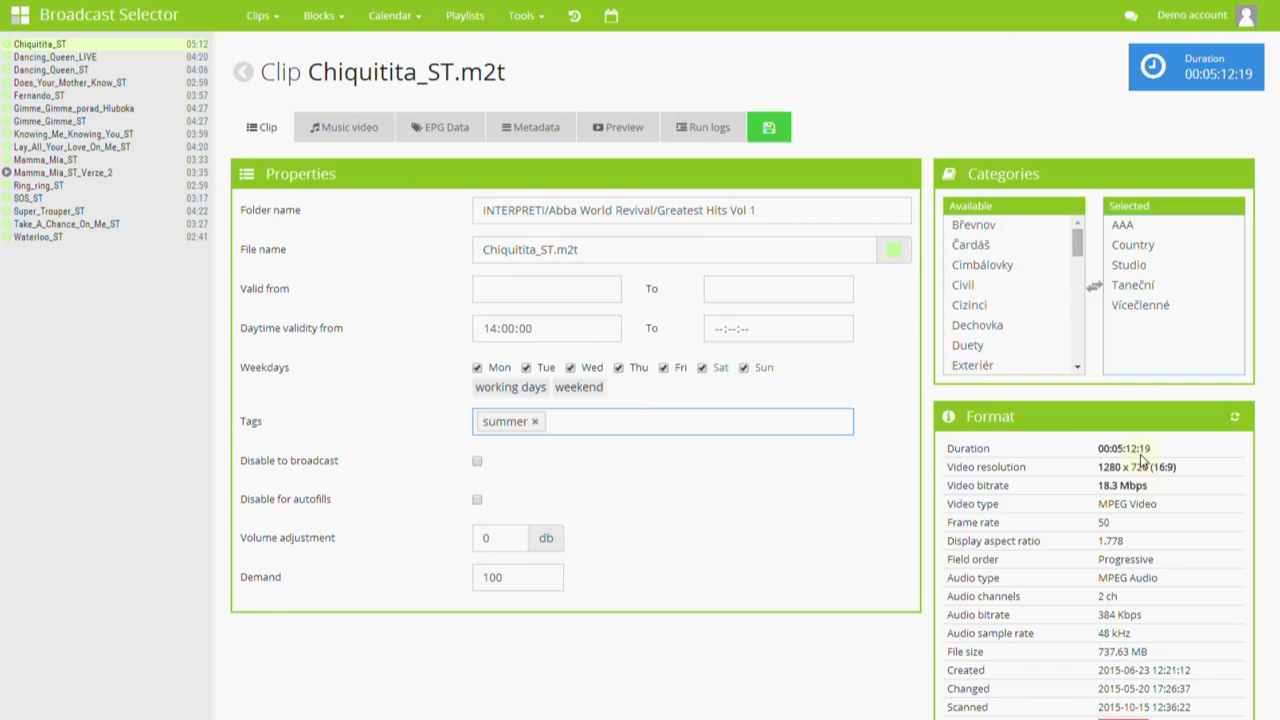 Broadcast Selector
Clips Blocks Calendar Playlists Tools Demo account
Chiquitita_ST 05:12
Dancing_Queen_LIVE 04:20
Dancing_Queen_ST 04:06
Does_Your_Mother_Know_ST 02:59
Fernando_ST 03:57
Gimme_Gimme_porad_Hluboka 04:27
Gimme_Gimme_ST 04:27
Knowing_Me_Knowing_You_ST 03:59
Lay_All_Your_Love_On_Me_ST 04:20
Mamma_Mia_ST 03:33
Mamma_Mia_ST_Verze_2 03:35
Ring_ring_ST 02:59
SOS_ST 03:17
Super_Trouper_ST 04:22
Take_A_Chance_On_Me_ST 03:27
Waterloo_ST 02:41
Clip Chiquitita_ST.m2t
Duration
00:05:12:19
Clip Music video EPG Data Metadata Preview Run logs
Properties
Folder name INTERPRETI/Abba World Revival/Greatest Hits Vol 1
File name Chiquitita_ST.m2t
Valid from To
Daytime validity from 14:00:00 To --:--:--
Weekdays Mon Tue Wed Thu Fri Sat Sun
working days weekend
Tags summer ×
Disable to broadcast
Disable for autofills
Volume adjustment 0 db
Demand 100
Categories
Available Selected
Břevnov AAA
Čardáš Country
Cimbálovky Studio
Civil Taneční
Cizinci Vícečlenné
Dechovka
Duety
Exteriér
Format
Duration 00:05:12:19
Video resolution 1280 x 720 (16:9)
Video bitrate 18.3 Mbps
Video type MPEG Video
Frame rate 50
Display aspect ratio 1.778
Field order Progressive
Audio type MPEG Audio
Audio channels 2 ch
Audio bitrate 384 Kbps
Audio sample rate 48 kHz
File size 737.63 MB
Created 2015-06-23 12:21:12
Changed 2015-05-20 17:26:37
Scanned 2015-10-15 12:36:22